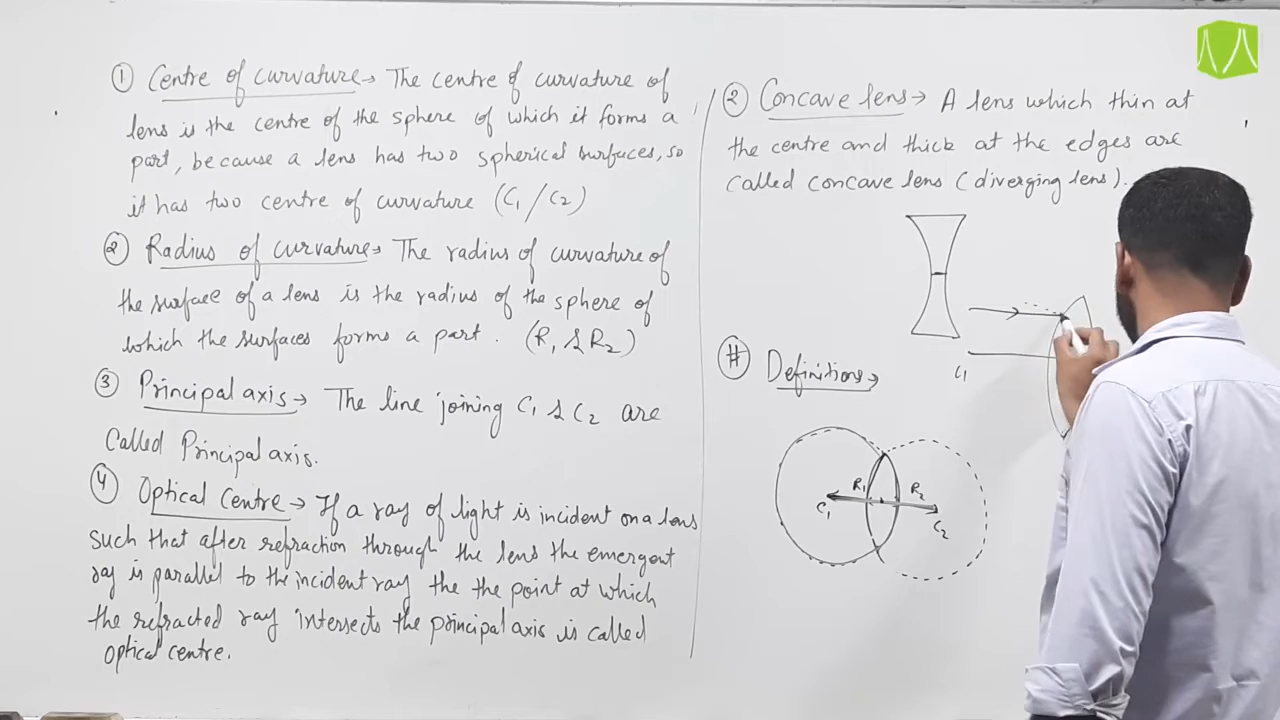 ① Centre of curvature → The centre of curvature of
lens is the centre of the sphere of which it forms a
part, because a lens has two spherical surfaces, so
it has two centre of curvature (C₁/C₂)
② Radius of curvature → The radius of curvature of
the surface of a lens is the radius of the sphere of
which the surfaces forms a part. (R₁ & R₂)
③ Principal axis → The line joining C₁ & C₂ are
Called Principal axis.
④ Optical Centre → If a ray of light is incident on a lens
such that after refraction through the lens the emergent
ray is parallel to the incident ray the the point at which
the refracted ray intersects the principal axis is called
optical centre.
② Concave lens → A lens which thin at
the centre and thick at the edges are
called concave lens (diverging lens).
C₁
# Definitions →
R₁ R₂
C₁ C₂